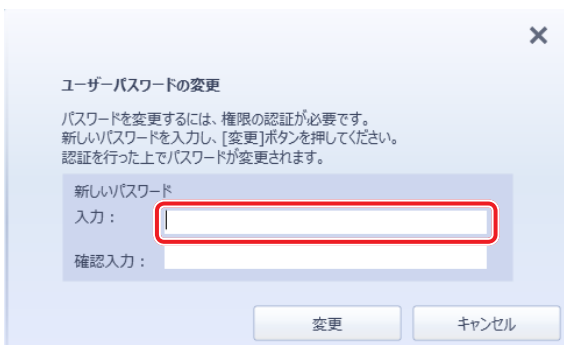 ユーザーパスワードの変更
パスワードを変更するには、権限の認証が必要です。
新しいパスワードを入力し、[変更]ボタンを押してください。
認証を行った上でパスワードが変更されます。
新しいパスワード
入力：
確認入力：
変更
キャンセル